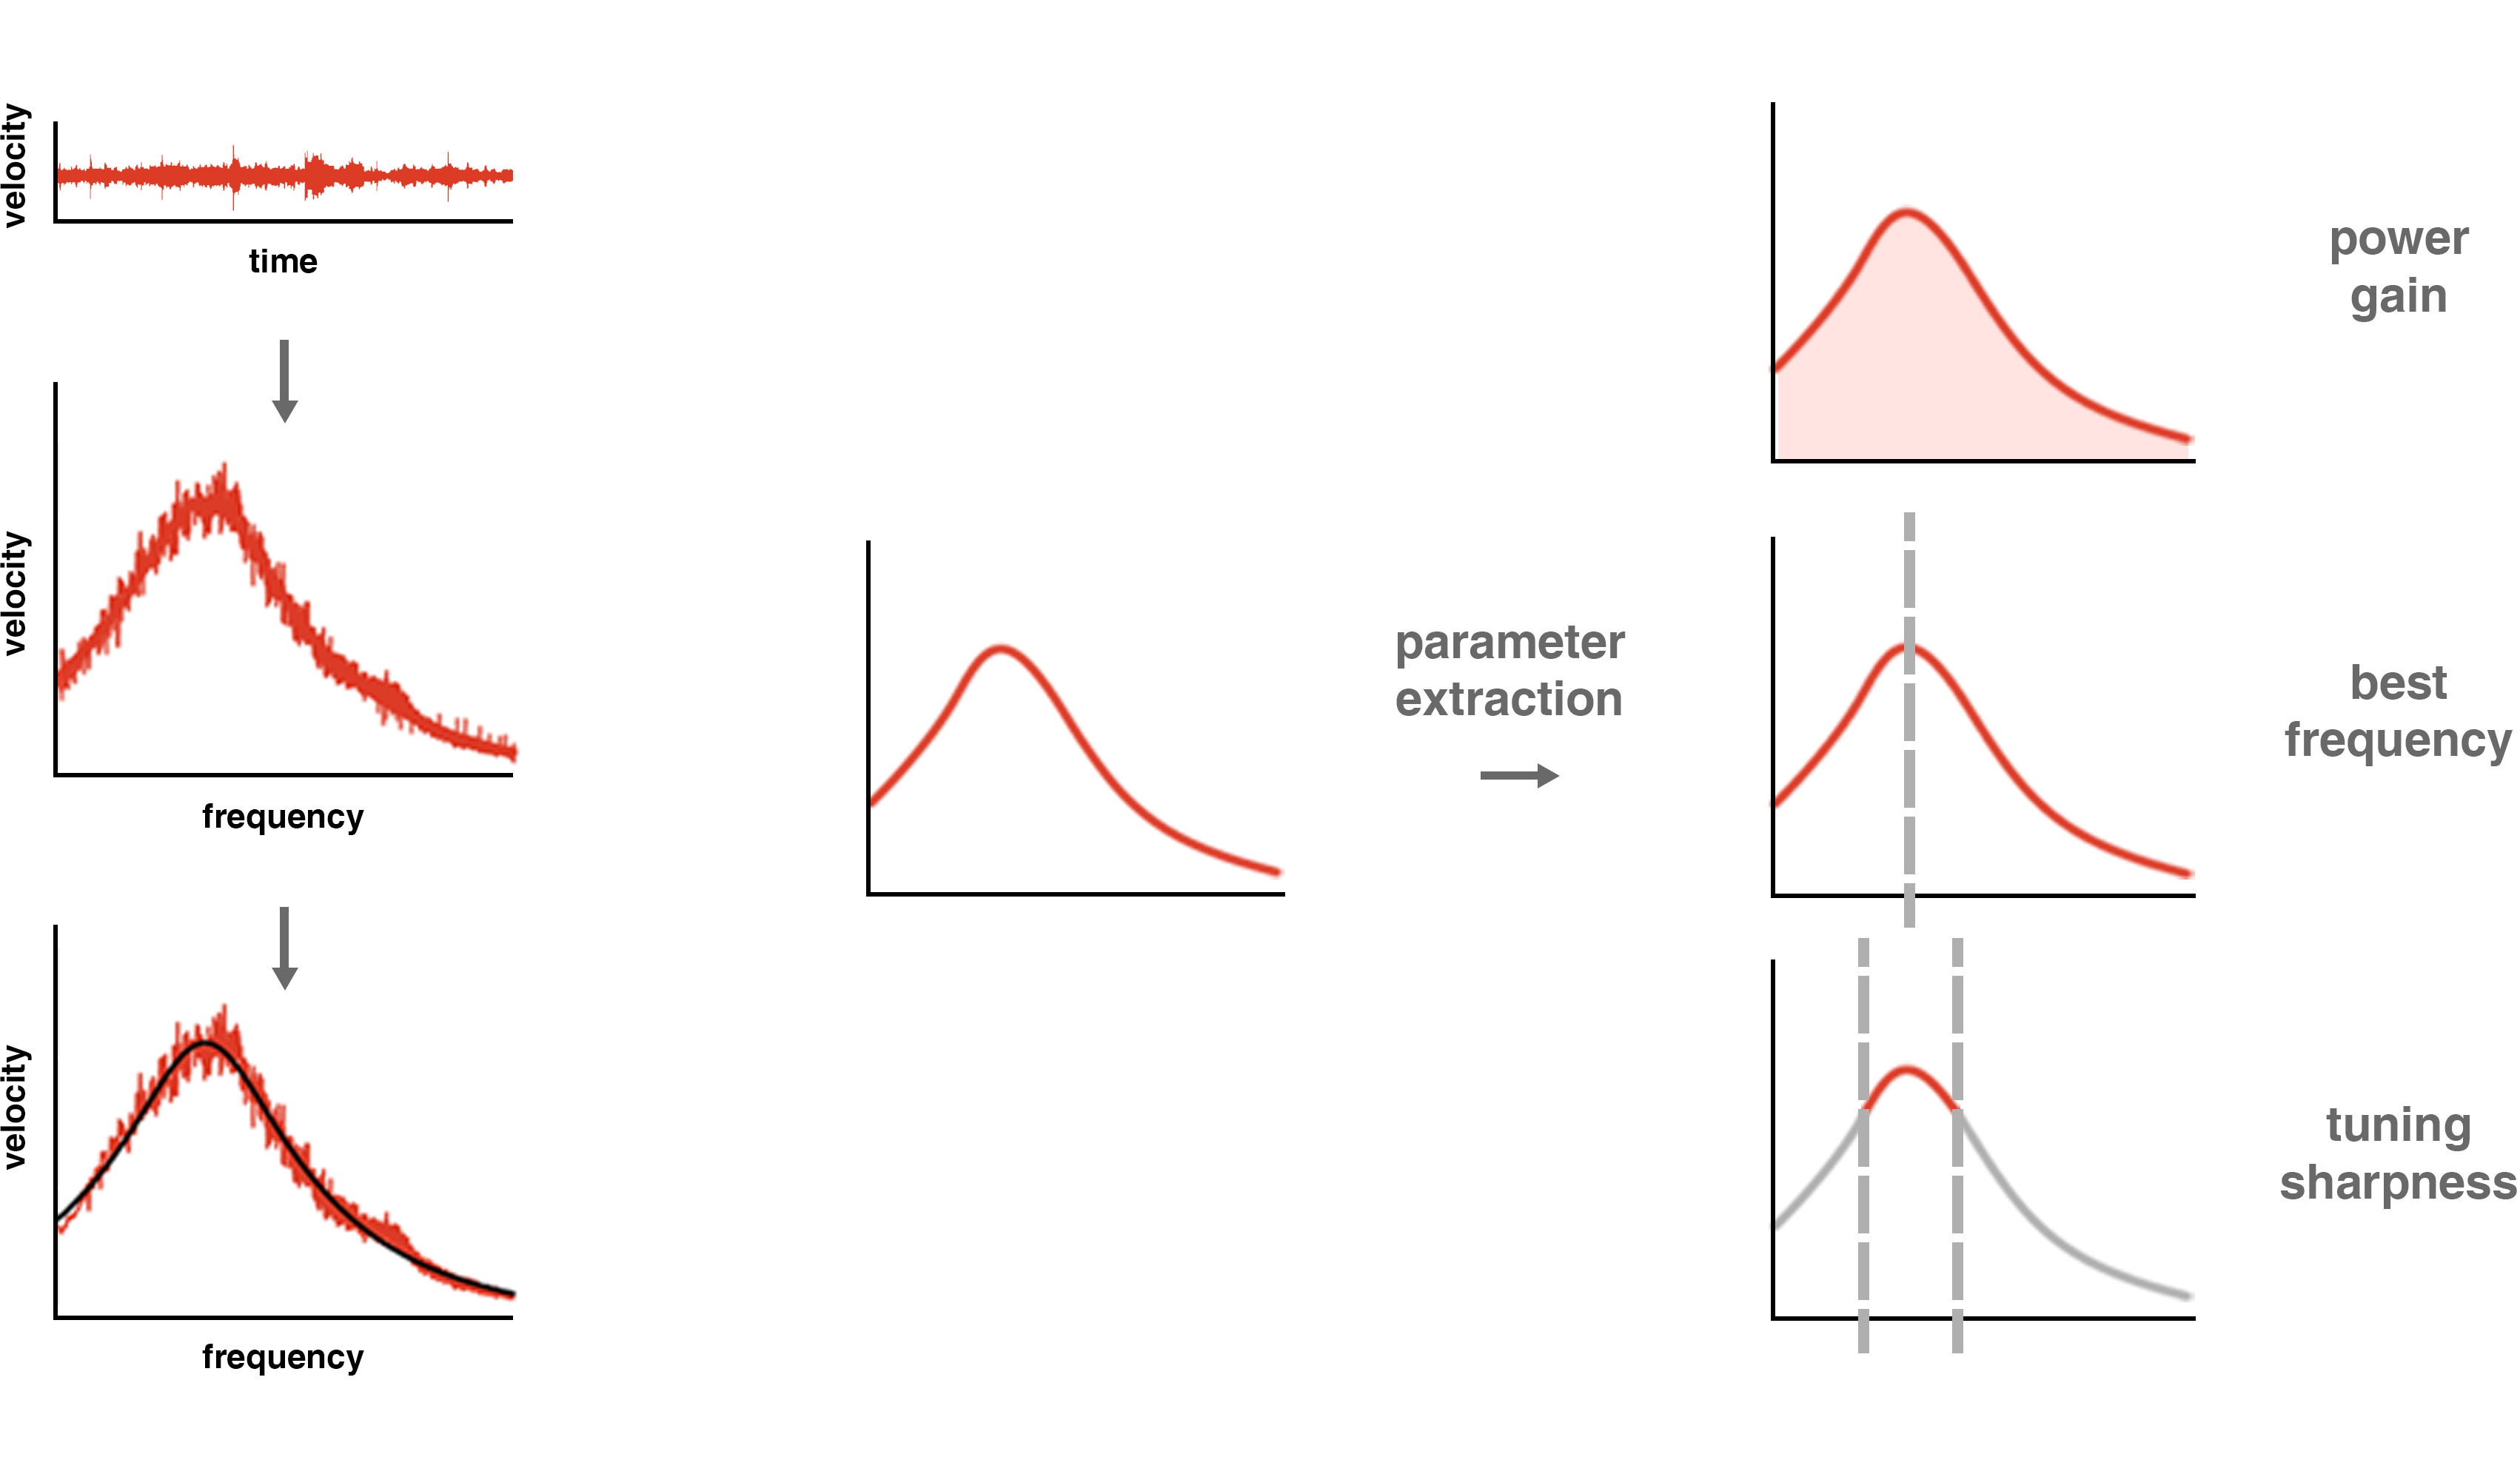 velocity
time
velocity
frequency
velocity
frequency
parameter
extraction
power
gain
best
frequency
tuning
sharpness